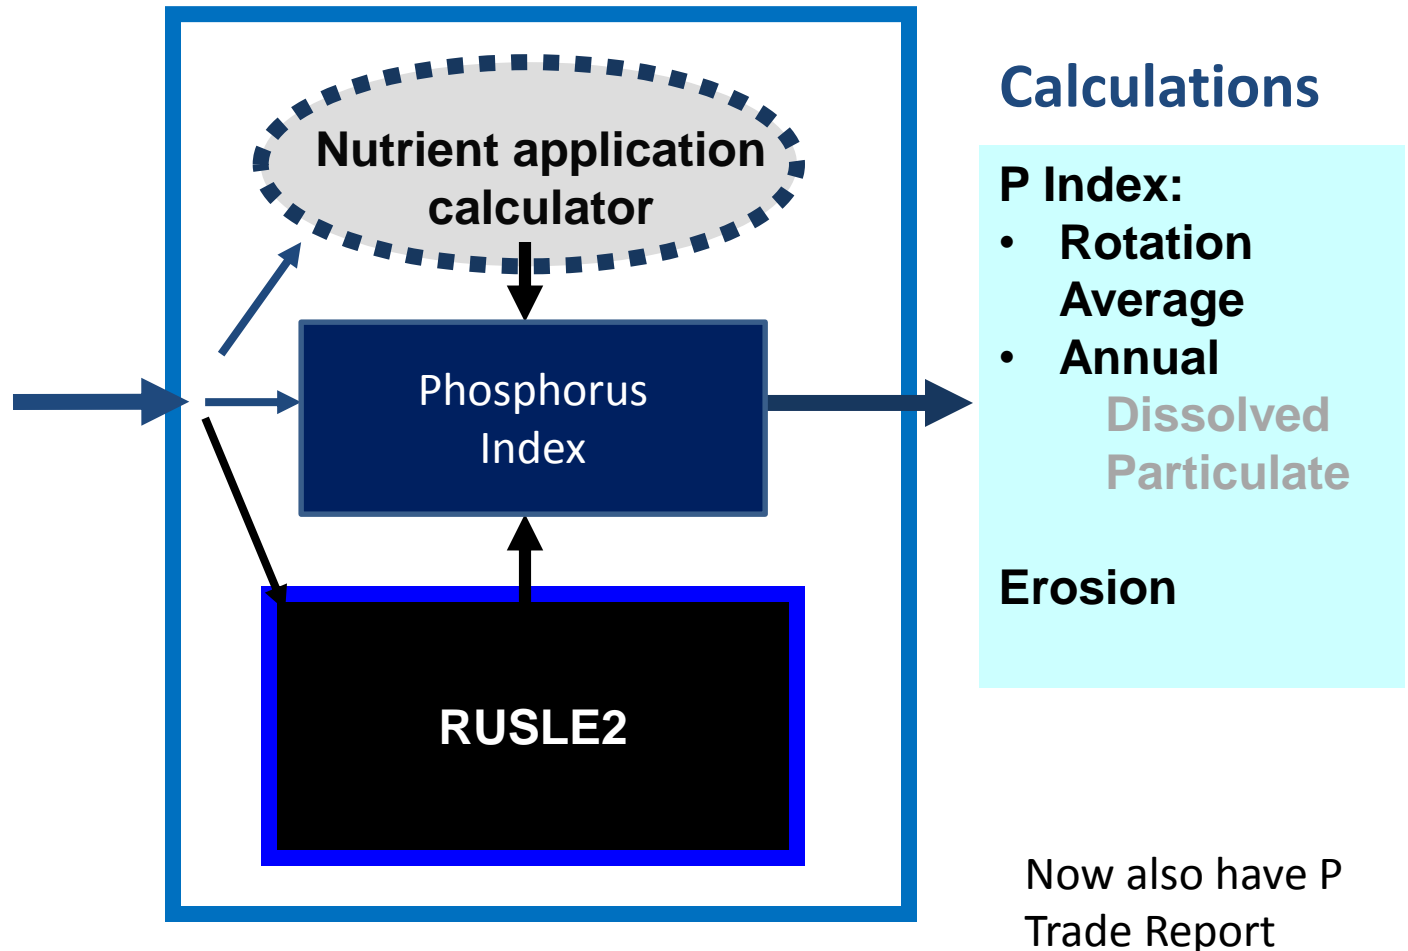 Nutrient application
calculator
Phosphorus
Index
RUSLE2
Calculations
P Index:
• Rotation
Average
• Annual
Dissolved
Particulate
Erosion
Now also have P
Trade Report